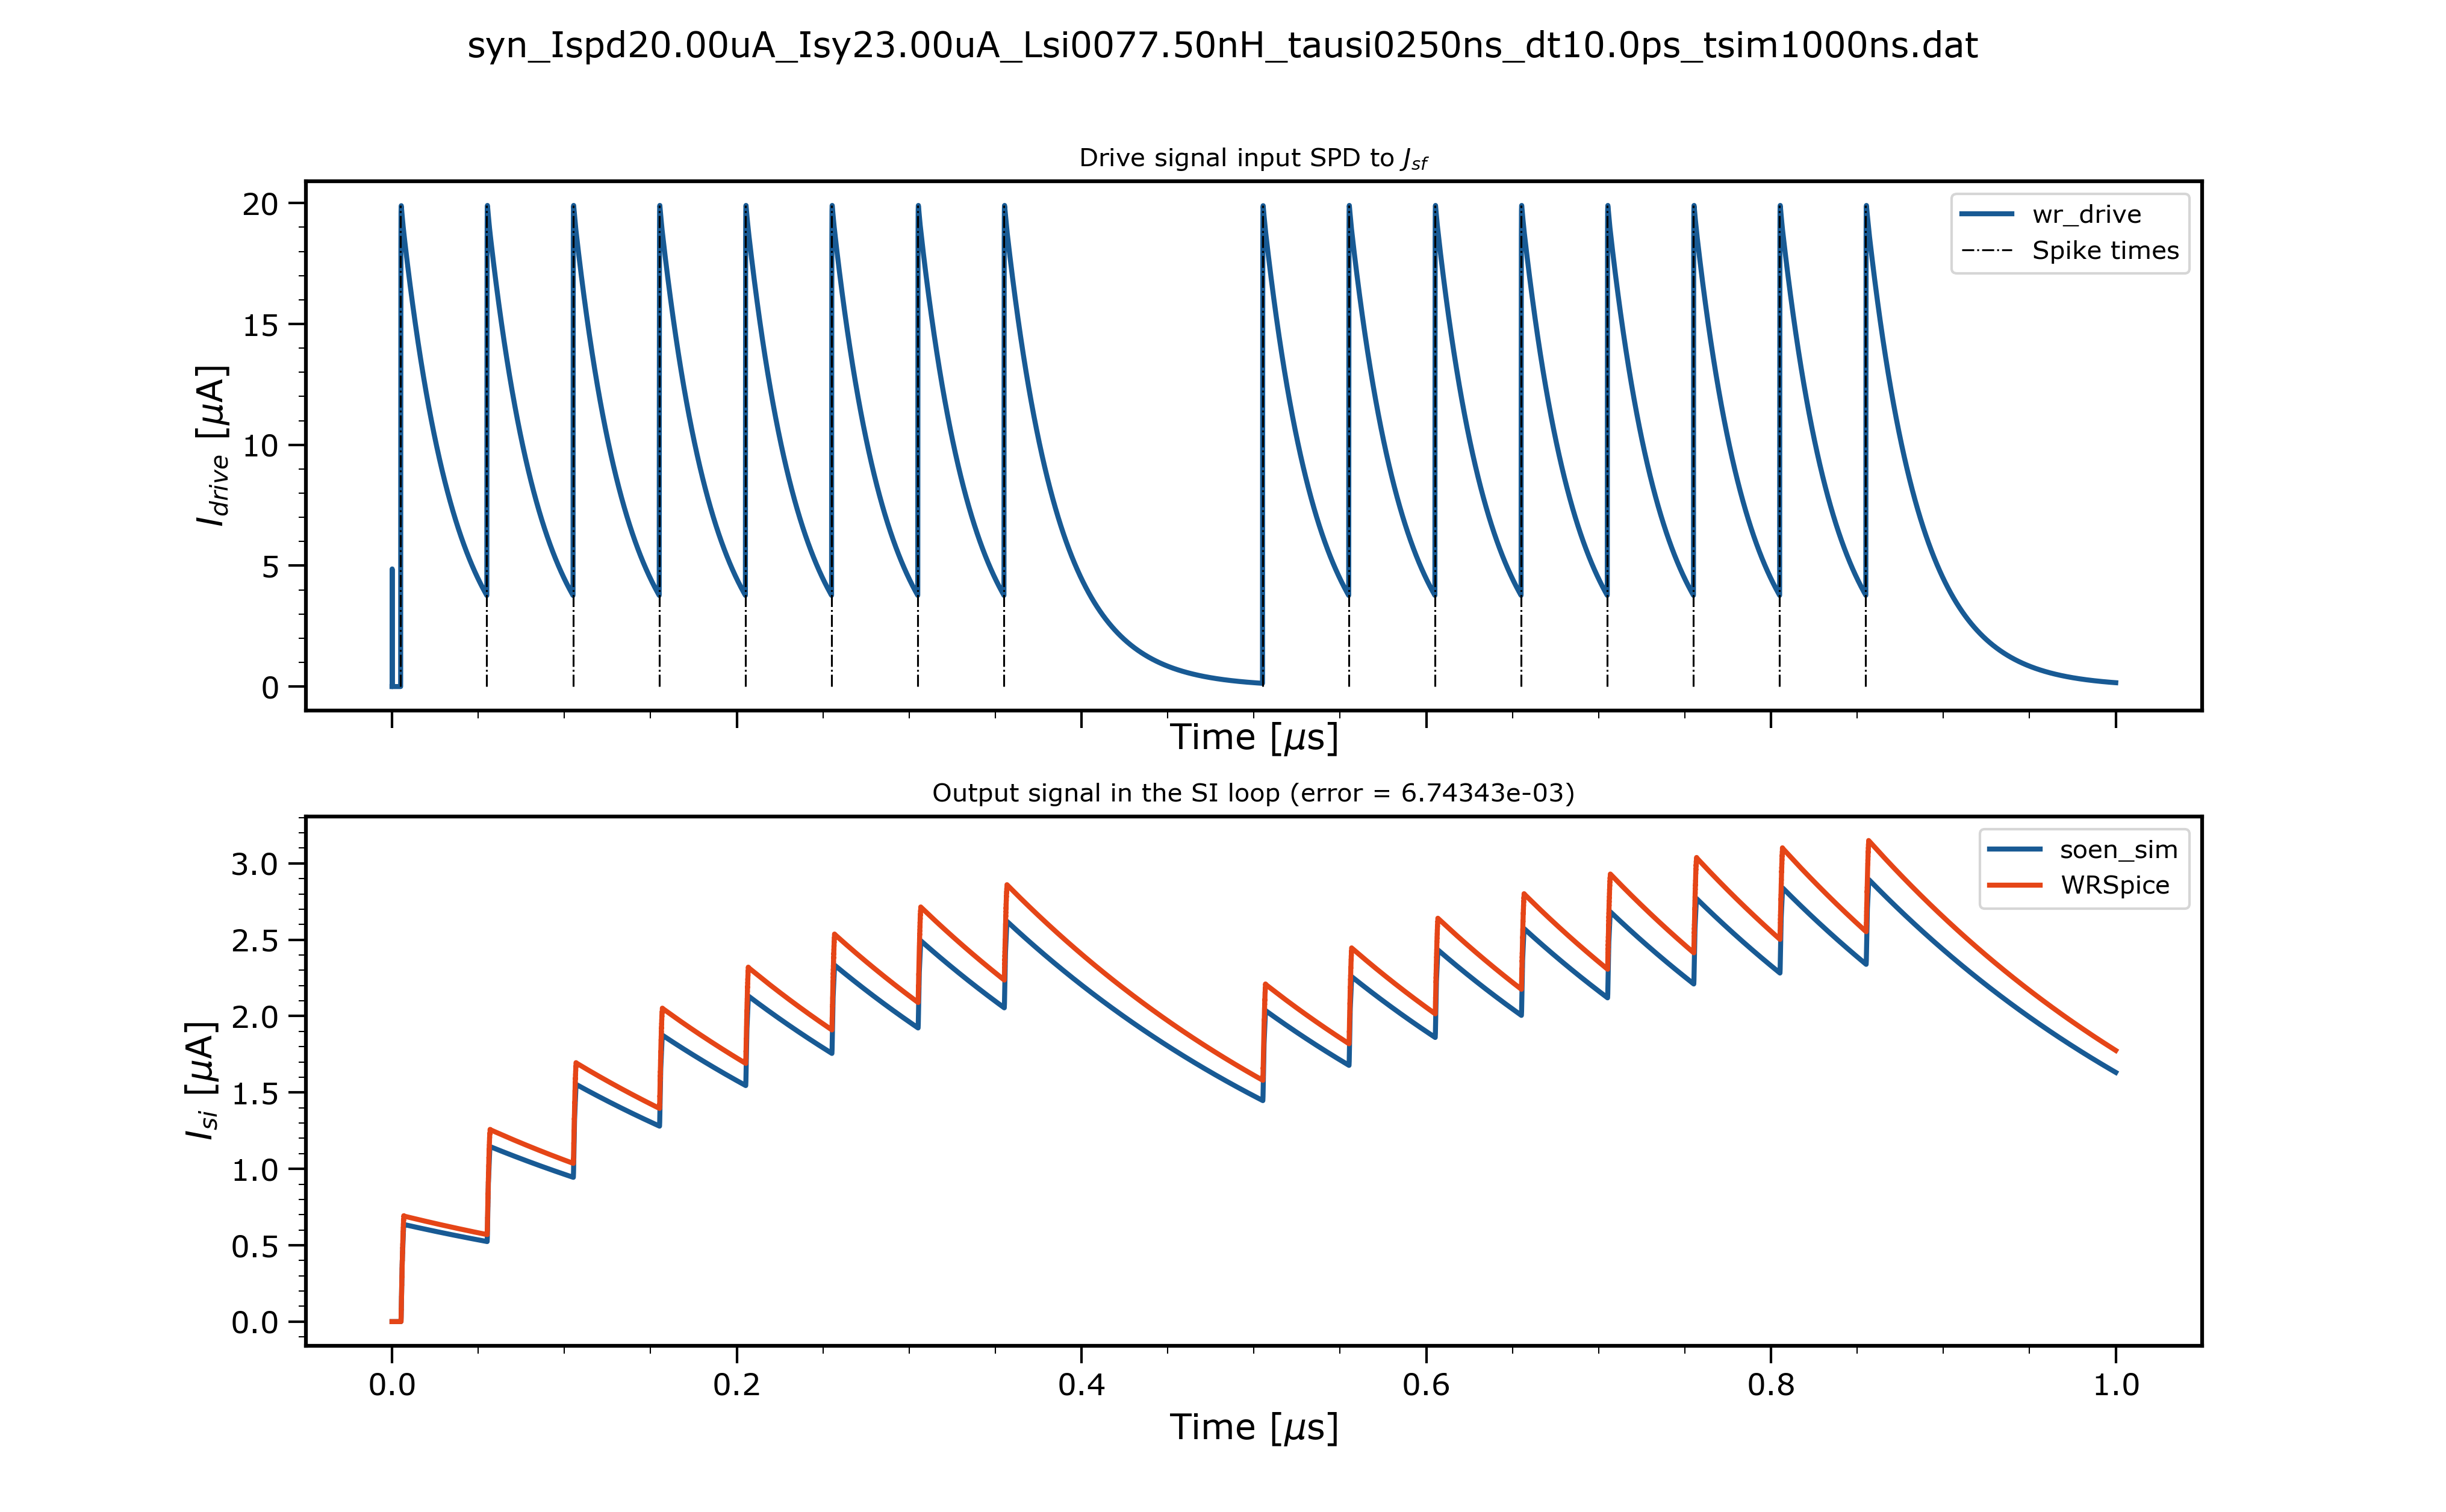 syn_Ispd20.00uA_Isy23.00uA_Lsi0077.50nH_tausi0250ns_dt10.0ps_tsim1000ns.dat
Drive signal input SPD to J_sf
20
15
10
5
0
I_drive [μA]
wr_drive
Spike times
Time [μs]
Output signal in the SI loop (error = 6.74343e-03)
3.0
2.5
2.0
1.5
1.0
0.5
0.0
I_si [μA]
soen_sim
WRSpice
0.0 0.2 0.4 0.6 0.8 1.0
Time [μs]